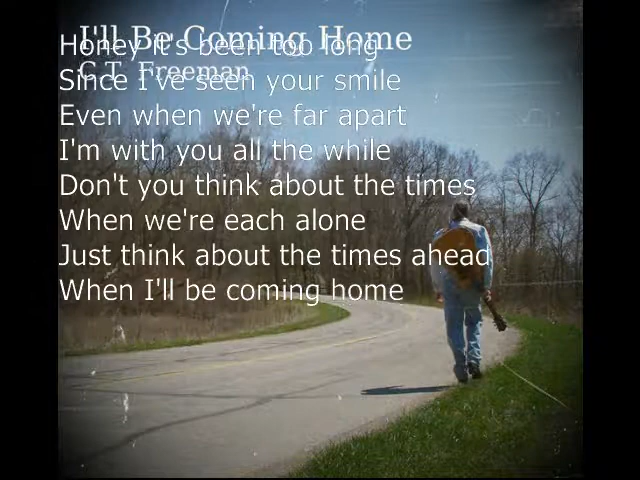 I'll Be Coming Home
Honey it's been too long
C.T. Freeman
Since I've seen your smile
Even when we're far apart
I'm with you all the while
Don't you think about the times
When we're each alone
Just think about the times ahead
When I'll be coming home